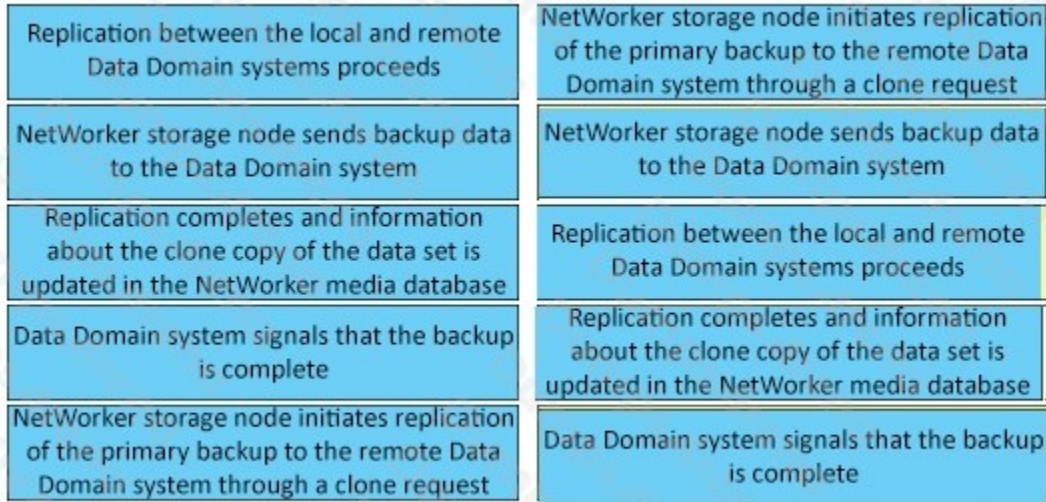 Replication between the local and remote
Data Domain systems proceeds
NetWorker storage node sends backup data
to the Data Domain system
Replication completes and information
about the clone copy of the data set is
updated in the NetWorker media database
Data Domain system signals that the backup
is complete
NetWorker storage node initiates replication
of the primary backup to the remote Data
Domain system through a clone request
NetWorker storage node initiates replication
of the primary backup to the remote Data
Domain system through a clone request
NetWorker storage node sends backup data
to the Data Domain system
Replication between the local and remote
Data Domain systems proceeds
Replication completes and information
about the clone copy of the data set is
updated in the NetWorker media database
Data Domain system signals that the backup
is complete